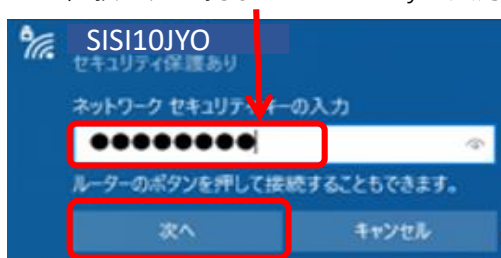 SISI10JYO
セキュリティ保護あり
ネットワーク セキュリティ キーの入力
●●●●●●●●
ルーターのボタンを押して接続することもできます。
次へ
キャンセル